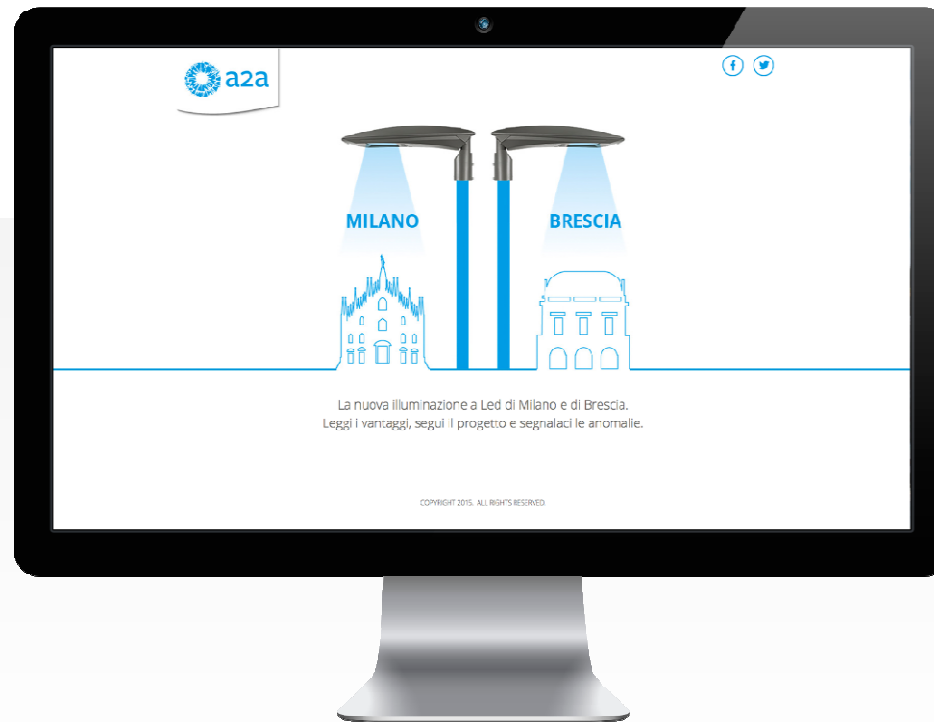 a2a
MILANO
BRESCIA
La nuova illuminazione a Led di Milano e di Brescia.
Leggi i vantaggi, segui il progetto e segnalaci le anomalie.
COPYRIGHT 2015. ALL RIGHTS RESERVED.